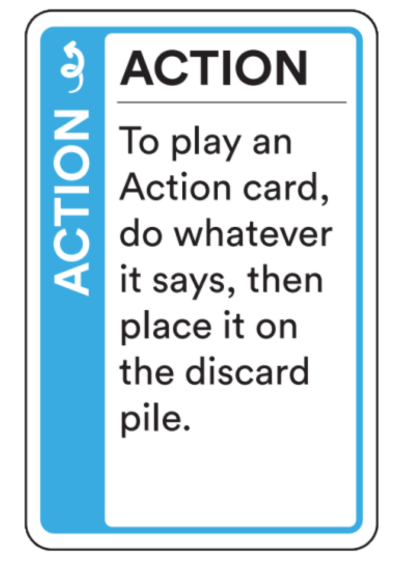 ACTION
ACTION
To play an
Action card,
do whatever
it says, then
place it on
the discard
pile.